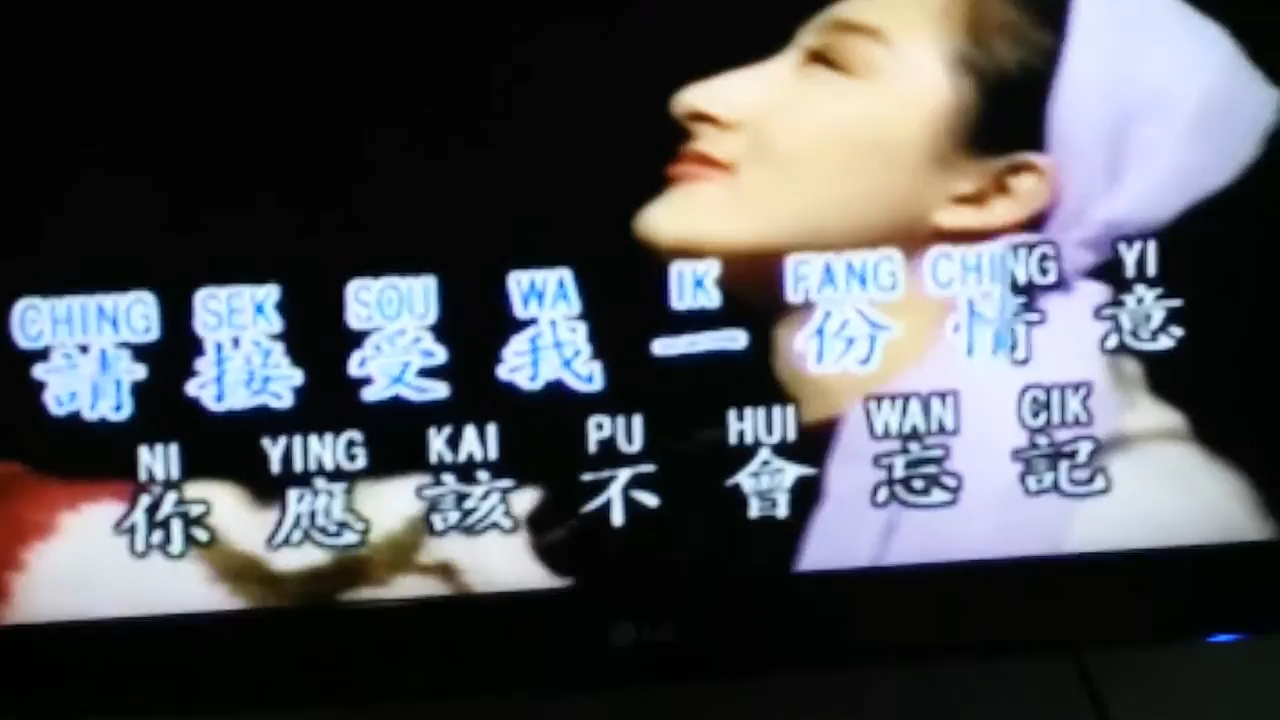 CHING SEK SOU WA IK FANG CHING YI
請 接 受 我 一 份 情 意
NI YING KAI PU HUI WAN CIK
你 應 該 不 會 忘 記